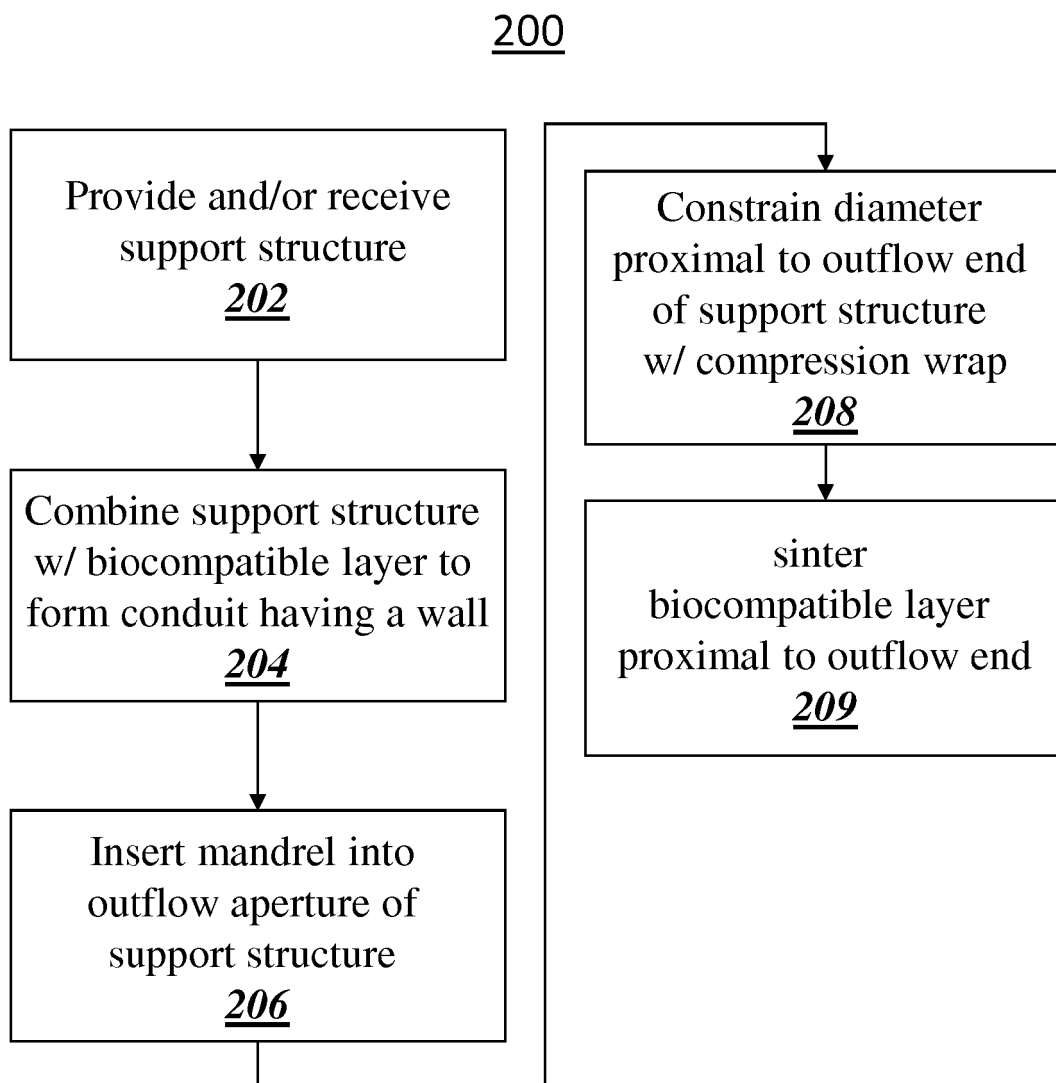 200
Provide and/or receive
support structure
202
Combine support structure
w/ biocompatible layer to
form conduit having a wall
204
Insert mandrel into
outflow aperture of
support structure
206
Constrain diameter
proximal to outflow end
of support structure
w/ compression wrap
208
sinter
biocompatible layer
proximal to outflow end
209